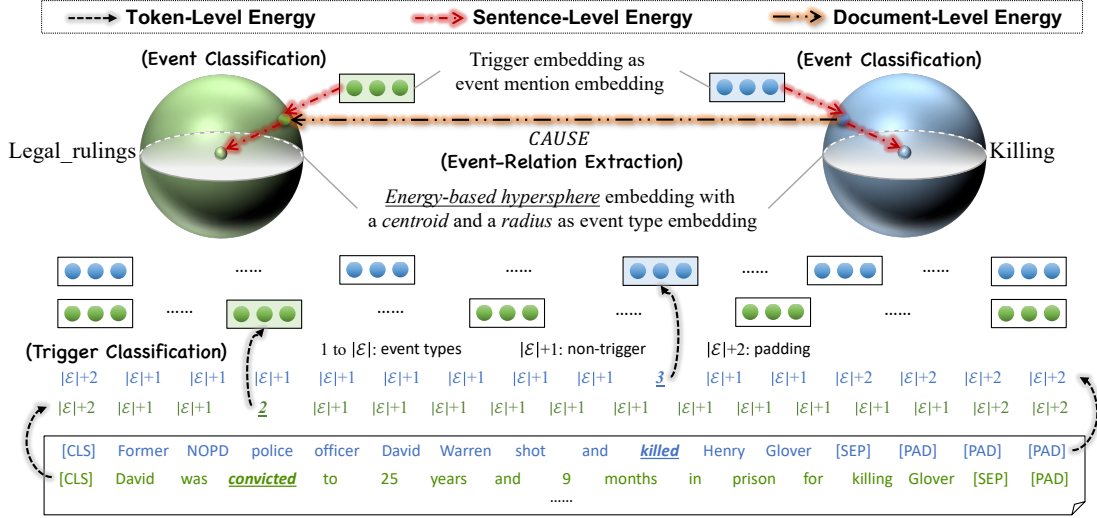 Token-Level Energy Sentence-Level Energy Document-Level Energy
(Event Classification) (Event Classification)
Trigger embedding as
event mention embedding
CAUSE
(Event-Relation Extraction)
Legal_rulings Killing
Energy-based hypersphere embedding with
a centroid and a radius as event type embedding
...... ...... ...... ......
...... ...... ...... ......
(Trigger Classification)
1 to |ℰ|: event types |ℰ|+1: non-trigger |ℰ|+2: padding
|ℰ|+2 |ℰ|+1 |ℰ|+1 |ℰ|+1 |ℰ|+1 |ℰ|+1 |ℰ|+1 |ℰ|+1 |ℰ|+1 3 |ℰ|+1 |ℰ|+1 |ℰ|+2 |ℰ|+2 |ℰ|+2 |ℰ|+2
|ℰ|+2 |ℰ|+1 |ℰ|+1 2 |ℰ|+1 |ℰ|+1 |ℰ|+1 |ℰ|+1 |ℰ|+1 |ℰ|+1 |ℰ|+1 |ℰ|+1 |ℰ|+1 |ℰ|+1 |ℰ|+1 |ℰ|+2 |ℰ|+2
[CLS] Former NOPD police officer David Warren shot and killed Henry Glover [SEP] [PAD] [PAD] [PAD]
[CLS] David was convicted to 25 years and 9 months in prison for killing Glover [SEP] [PAD]
......